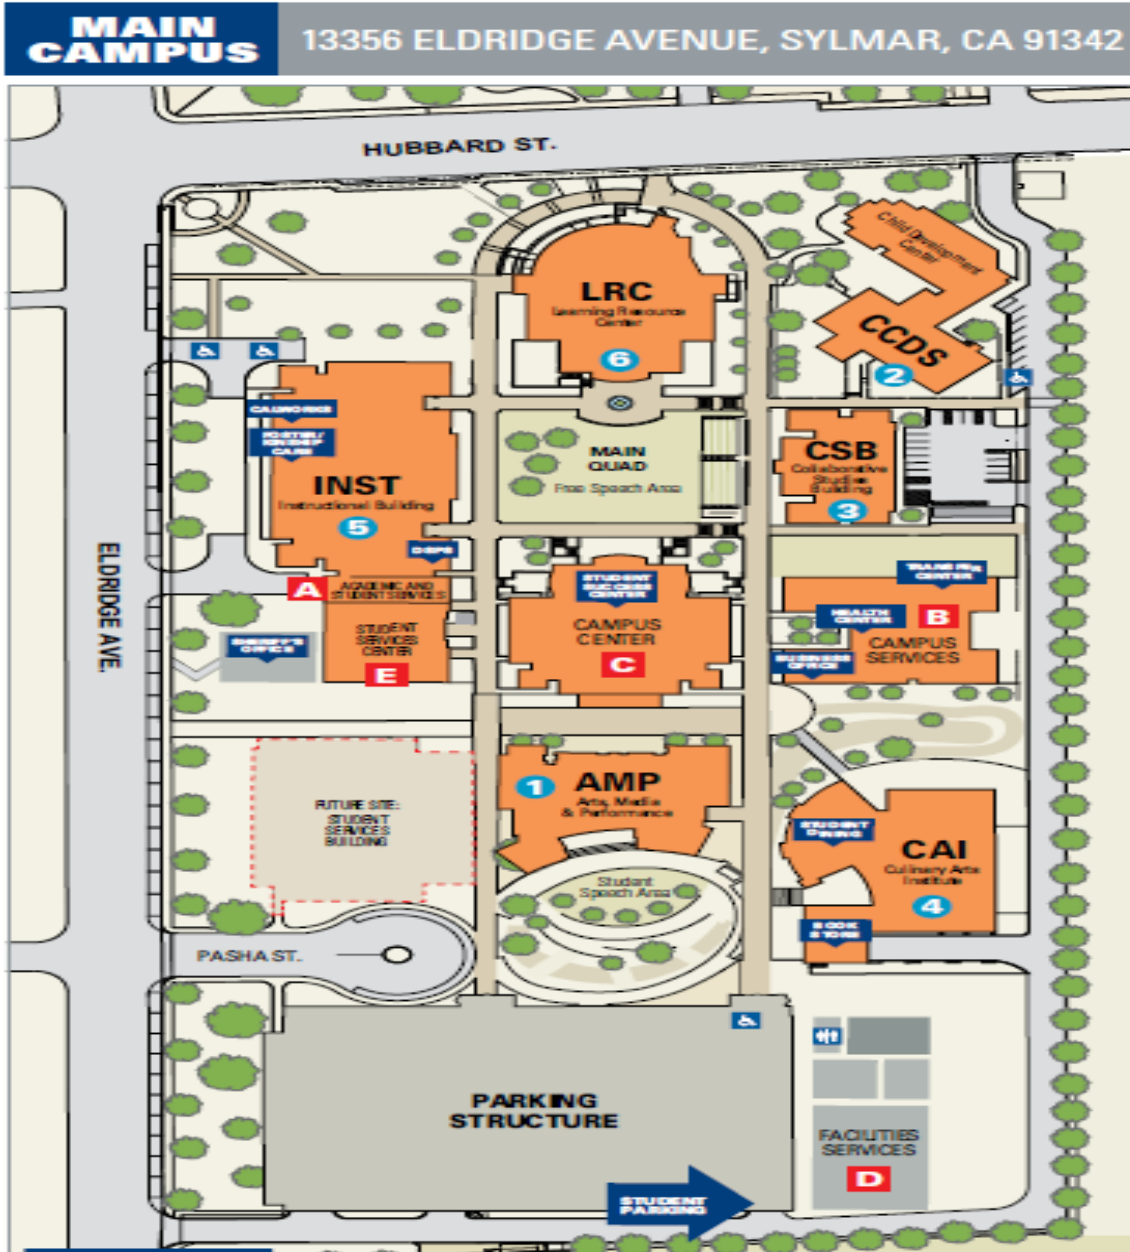 MAIN
CAMPUS
13356 ELDRIDGE AVENUE, SYLMAR, CA 91342
HUBBARD ST.
Child Development
Center
LRC
Learning Resource
Center
6
CCDS
2
CALWORKS
FOSTER/
KINSHIP
CARE
INST
Instructional Building
5
DSPS
MAIN
QUAD
Free Speech Area
CSB
Collaborative
Studies
Building
3
ELDRIDGE AVE.
A
ACADEMIC AND
STUDENT SERVICES
STUDENT
SERVICES
CENTER
E
SHERIFF'S
OFFICE
STUDENT
SUCCESS
CENTER
CAMPUS
CENTER
C
TRANSFER
CENTER
HEALTH
CENTER
B
CAMPUS
SERVICES
BUSINESS
OFFICE
FUTURE SITE:
STUDENT
SERVICES
BUILDING
1
AMP
Arts, Media
& Performance
Student
Speech Area
STUDENT
DINING
CAI
Culinary Arts
Institute
4
BOOK
STORE
PASHA ST.
PARKING
STRUCTURE
STUDENT
PARKING
FACILITIES
SERVICES
D